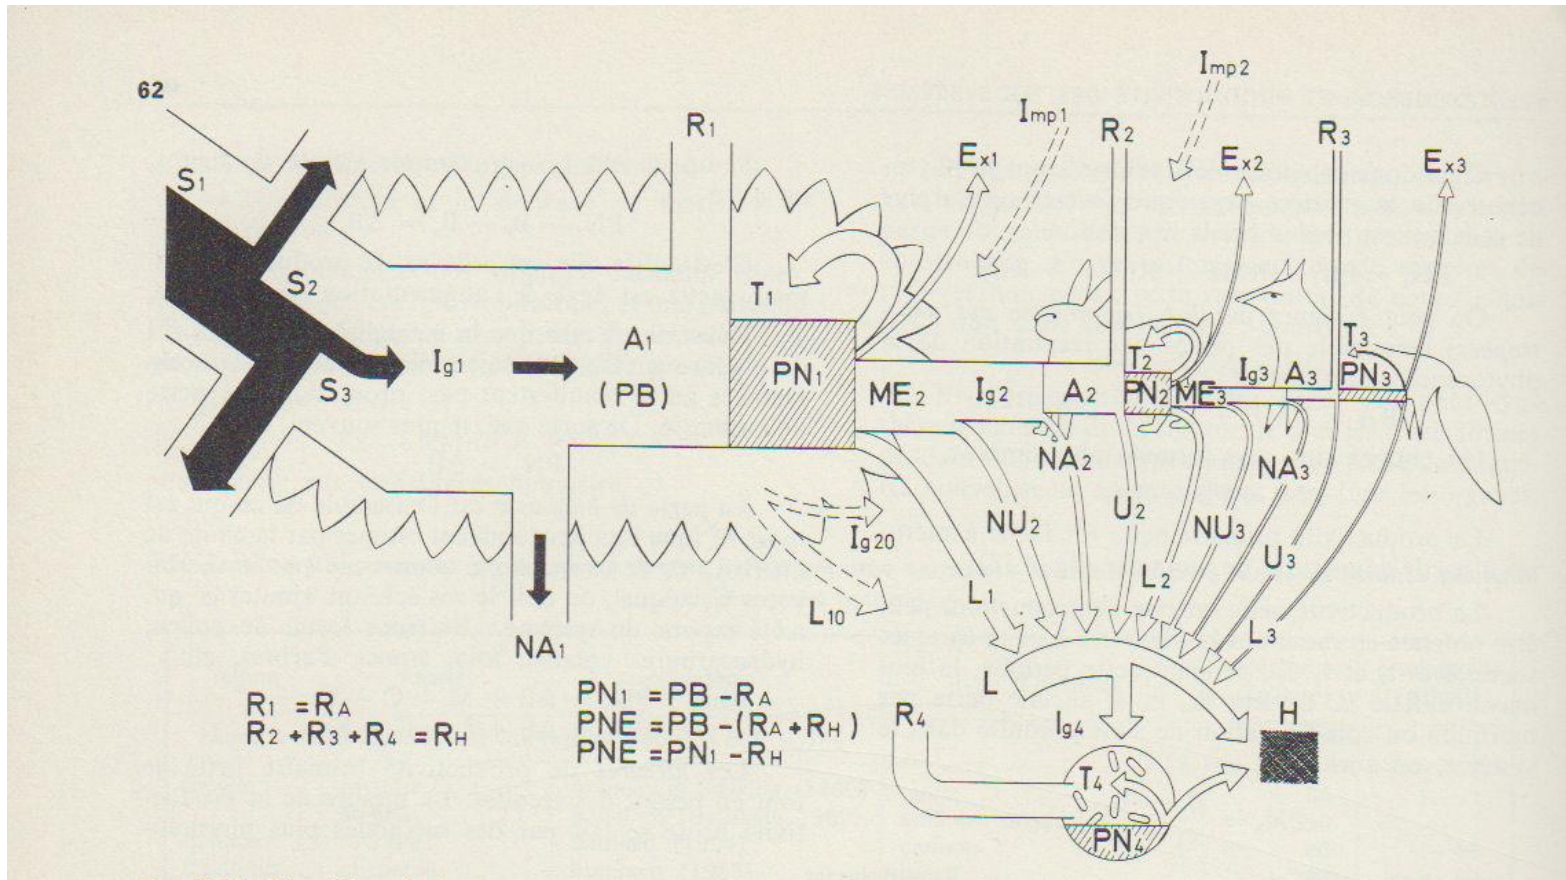 62
S1
S2
S3
Ig1
A1
(PB)
NA1
R1
T1
PN1
Ex1
Imp1
ME2
Ig2
A2
R2
T2
PN2
Imp2
Ex2
ME3
Ig3
A3
R3
T3
PN3
Ex3
Ig20
L10
L1
NU2
NA2
U2
L2
NU3
NA3
U3
L3
L
H
R4
Ig4
T4
PN4
R1 = RA
R2 + R3 + R4 = RH
PN1 = PB - RA
PNE = PB - (RA + RH)
PNE = PN1 - RH